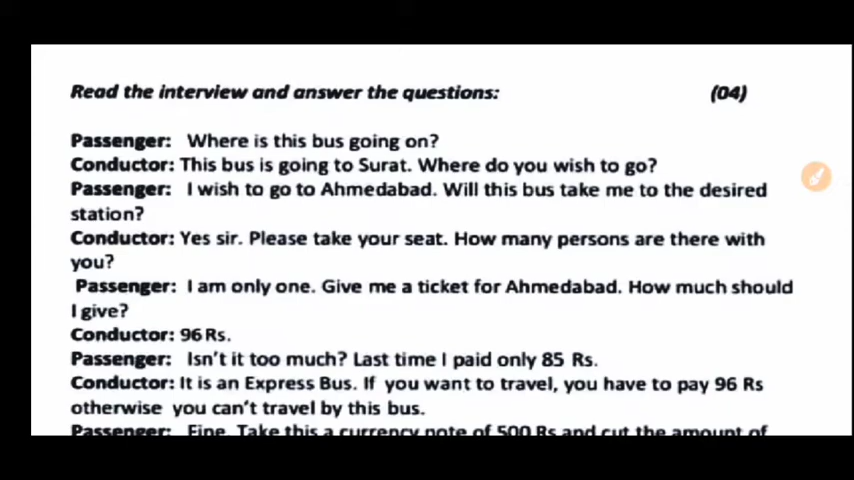 Read the interview and answer the questions: (04)
Passenger: Where is this bus going on?
Conductor: This bus is going to Surat. Where do you wish to go?
Passenger: I wish to go to Ahmedabad. Will this bus take me to the desired
station?
Conductor: Yes sir. Please take your seat. How many persons are there with
you?
Passenger: I am only one. Give me a ticket for Ahmedabad. How much should
I give?
Conductor: 96 Rs.
Passenger: Isn't it too much? Last time I paid only 85 Rs.
Conductor: It is an Express Bus. If you want to travel, you have to pay 96 Rs
otherwise you can't travel by this bus.
Passenger: Fine. Take this a currency note of 500 Rs and cut the amount of